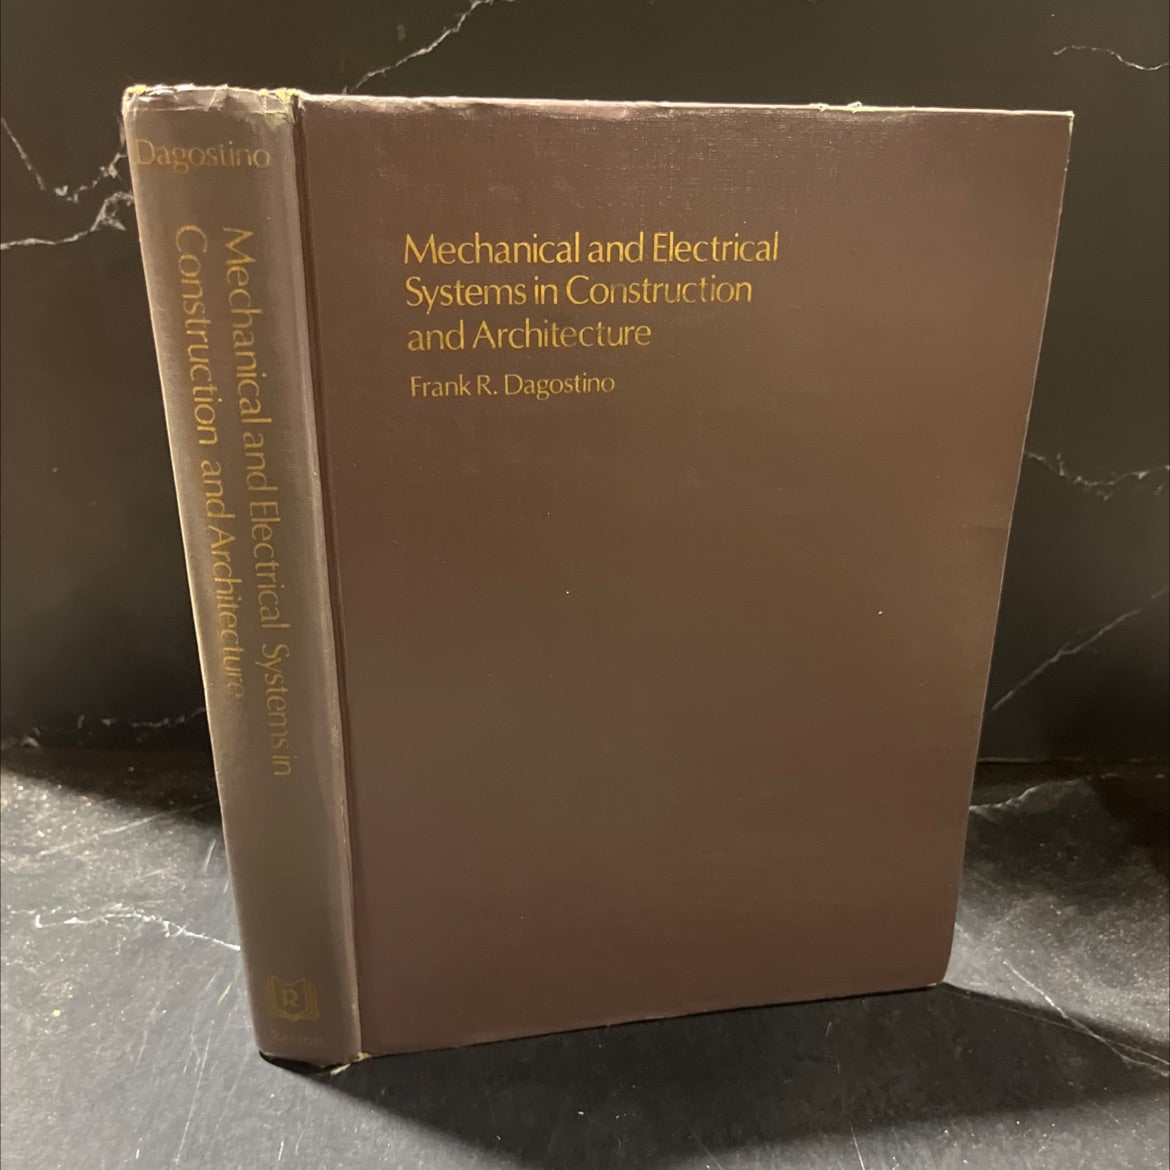 Dagostino
Mechanical and Electrical Systems in
Construction and Architecture
R
Mechanical and Electrical
Systems in Construction
and Architecture
Frank R. Dagostino